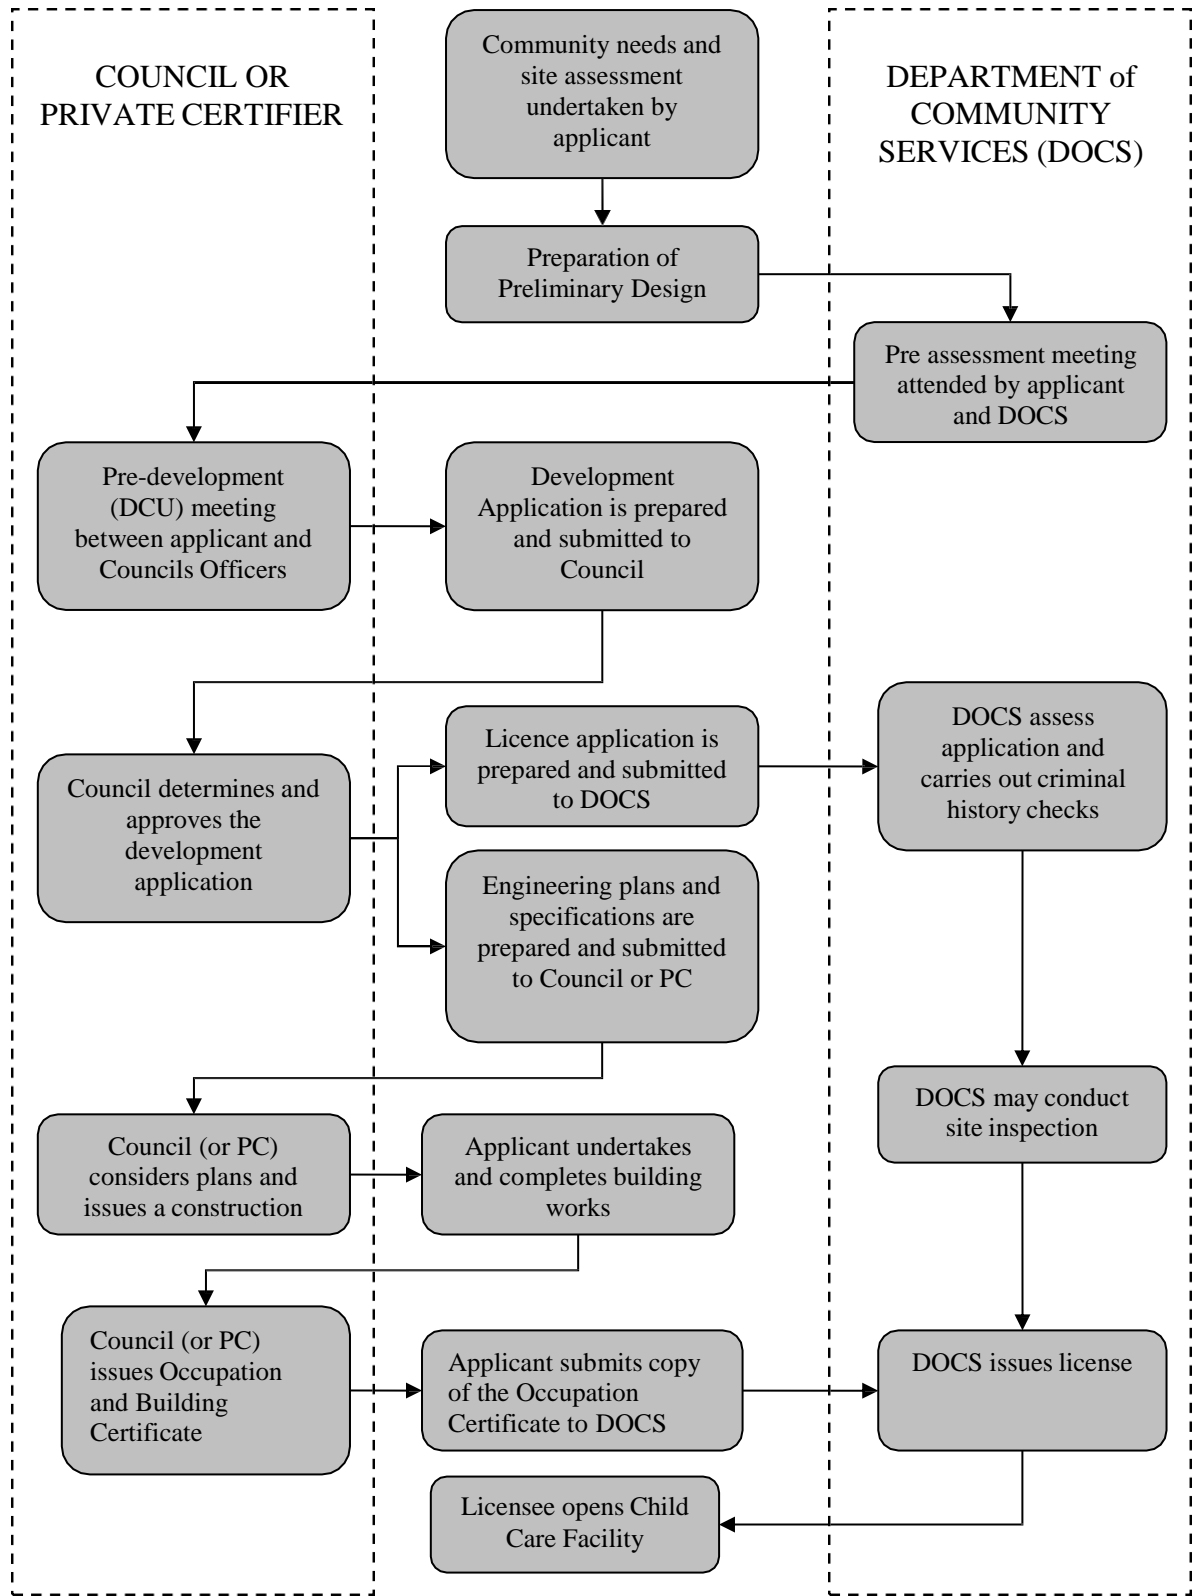 COUNCIL OR
PRIVATE CERTIFIER
Community needs and
site assessment
undertaken by
applicant
DEPARTMENT of
COMMUNITY
SERVICES (DOCS)
Preparation of
Preliminary Design
Pre assessment meeting
attended by applicant
and DOCS
Pre-development
(DCU) meeting
between applicant and
Councils Officers
Development
Application is prepared
and submitted to
Council
Council determines and
approves the
development
application
Licence application is
prepared and submitted
to DOCS
DOCS assess
application and
carries out criminal
history checks
Engineering plans and
specifications are
prepared and submitted
to Council or PC
DOCS may conduct
site inspection
Council (or PC)
considers plans and
issues a construction
Applicant undertakes
and completes building
works
Council (or PC)
issues Occupation
and Building
Certificate
Applicant submits copy
of the Occupation
Certificate to DOCS
DOCS issues license
Licensee opens Child
Care Facility